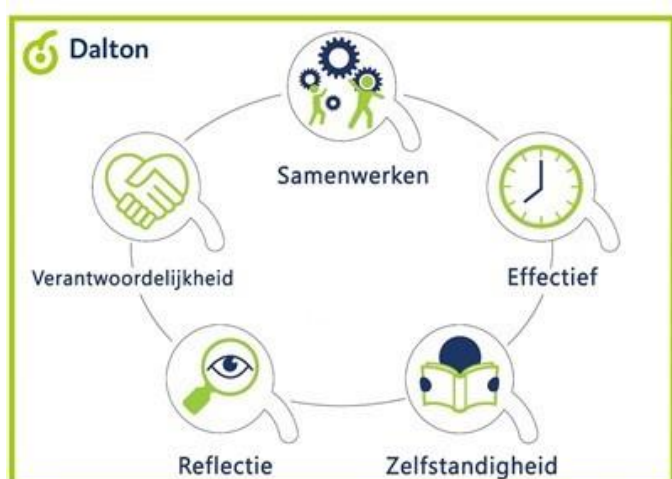 Dalton
Samenwerken
Verantwoordelijkheid
Effectief
Reflectie
Zelfstandigheid